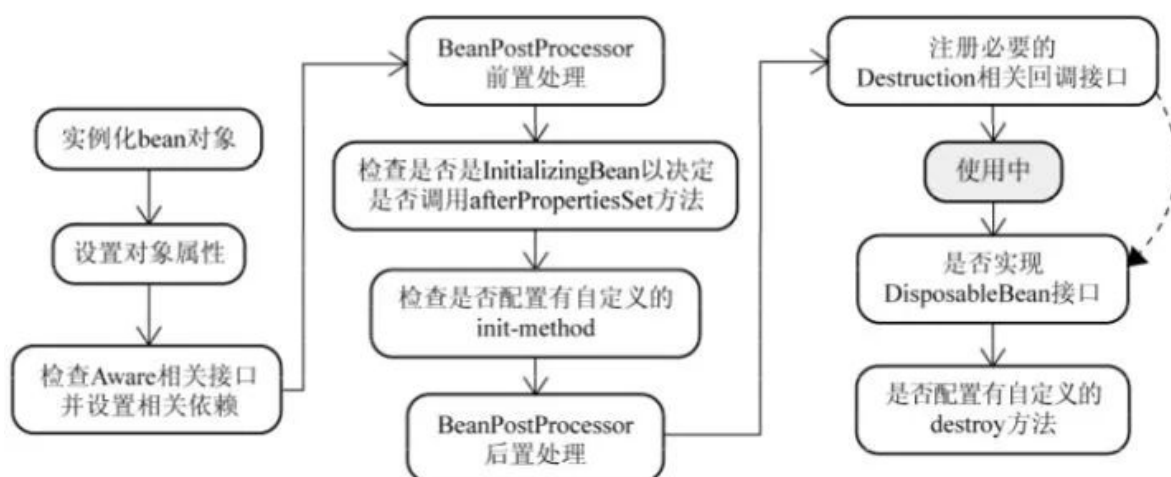 实例化bean对象
设置对象属性
检查Aware相关接口
并设置相关依赖
BeanPostProcessor
前置处理
检查是否是InitializingBean以决定
是否调用afterPropertiesSet方法
检查是否配置有自定义的
init-method
BeanPostProcessor
后置处理
注册必要的
Destruction相关回调接口
使用中
是否实现
DisposableBean接口
是否配置有自定义的
destroy方法